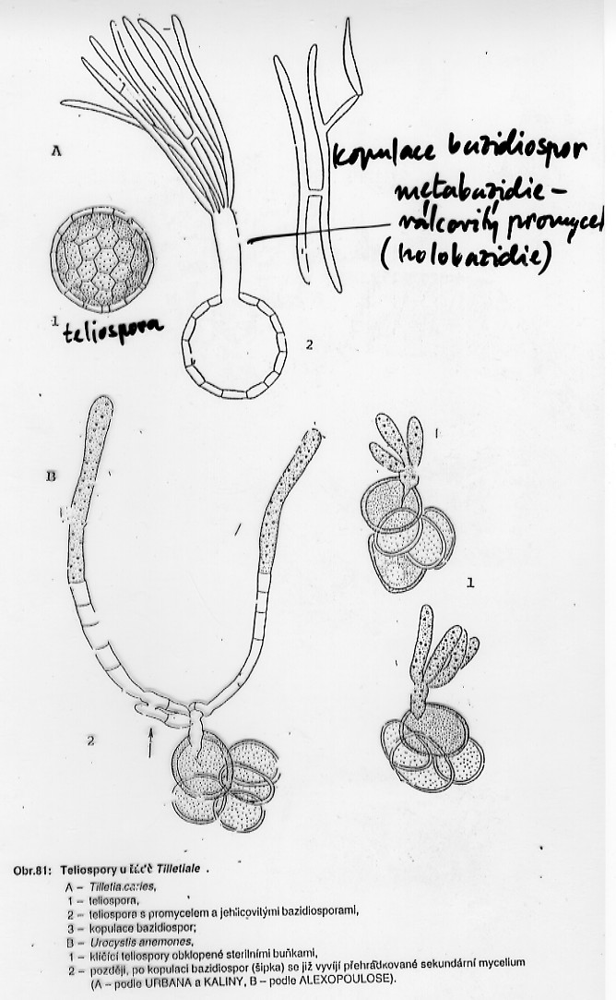 A
kopulace bazidiospor
metabazidie –
válcovitý promycel
(holobazidie)
1
teliospora
2
B
1
2
Obr.81: Teliospory u řádu Tilletiale .
A – Tilletia caries,
1 – teliospora,
2 – teliospora s promycelem a jehlicovitými bazidiosporami,
3 – kopulace bazidiospor;
B – Urocystis anemones,
1 – klíčící teliospory obklopené sterilními buňkami,
2 – později, po kopulaci bazidiospor (šipka) se již vyvíjí přehrádkované sekundární mycelium
(A – podle URBANA a KALINY, B – podle ALEXOPOULOSE).